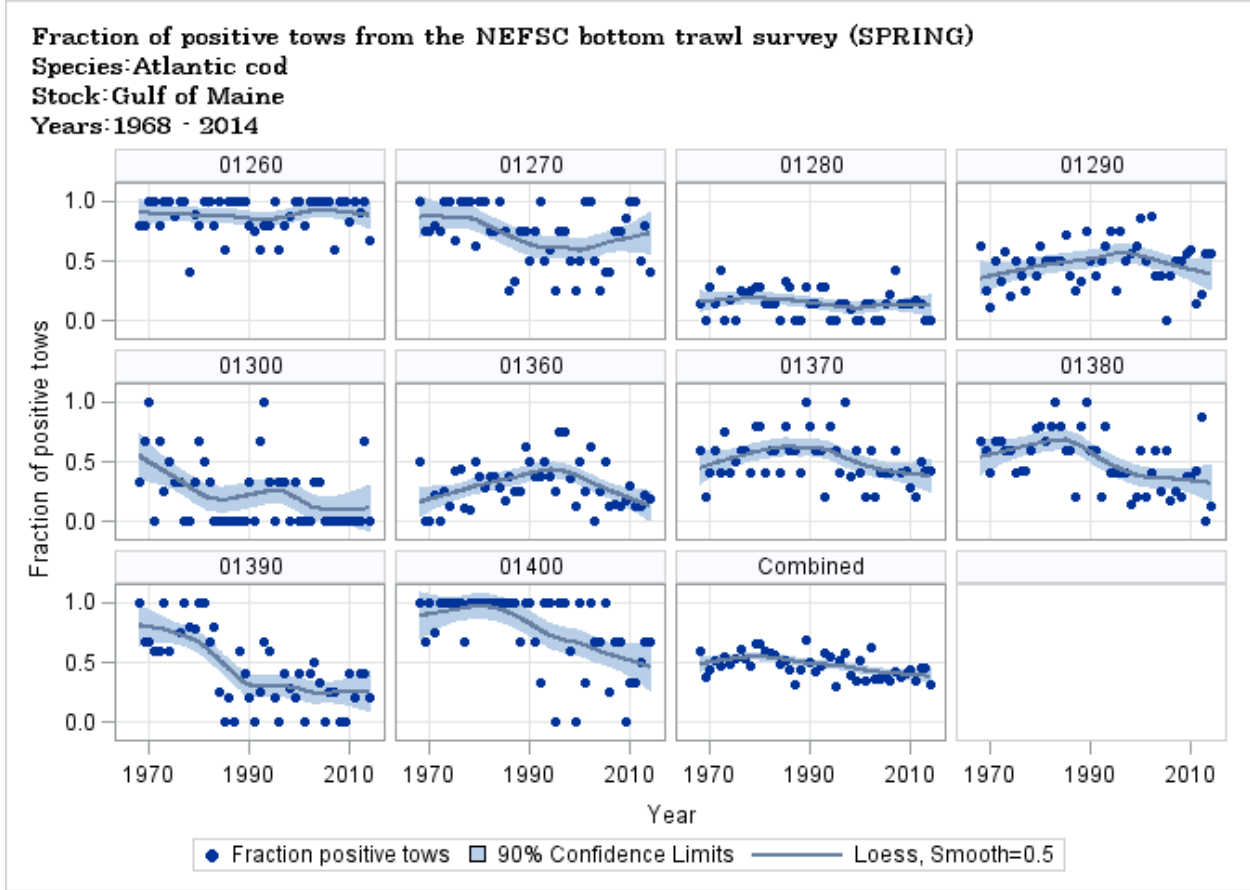 Fraction of positive tows from the NEFSC bottom trawl survey (SPRING)
Species:Atlantic cod
Stock:Gulf of Maine
Years:1968 - 2014
01260 01270 01280 01290
1.0
0.5
0.0
01300 01360 01370 01380
1.0
0.5
0.0
01390 01400 Combined
1.0
0.5
0.0
Fraction of positive tows
1970 1990 2010 1970 1990 2010 1970 1990 2010 1970 1990 2010
Year
Fraction positive tows 90% Confidence Limits Loess, Smooth=0.5